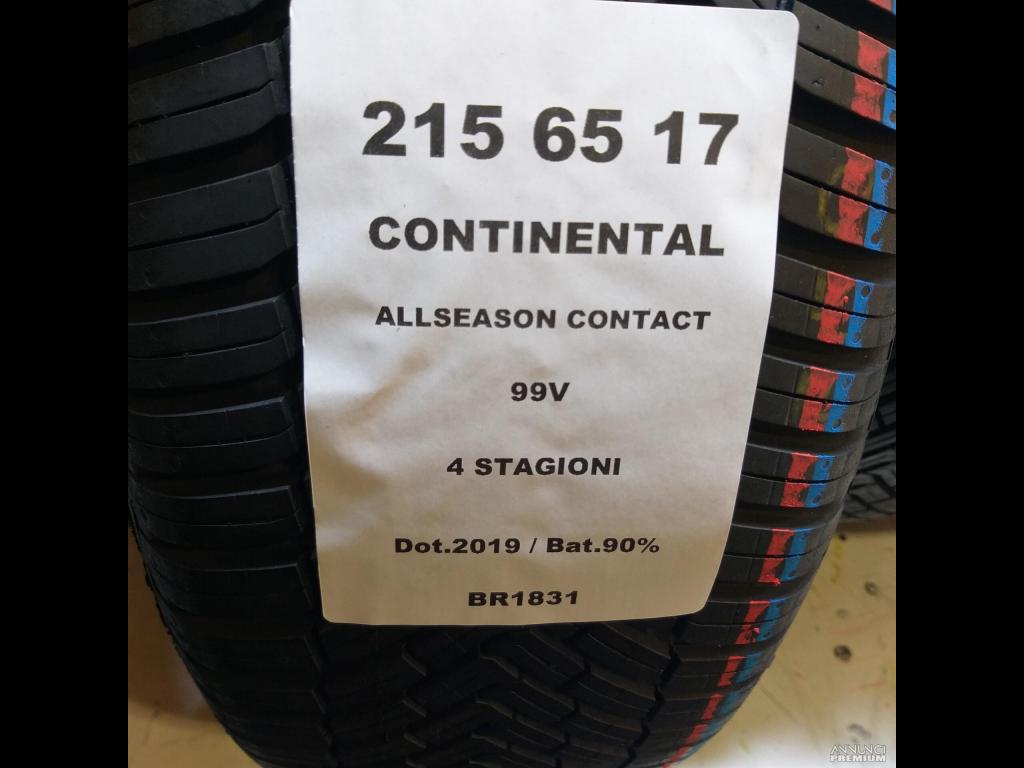 215 65 17
CONTINENTAL
ALLSEASON CONTACT
99V
4 STAGIONI
Dot.2019 / Bat.90%
BR1831
ANNUNCI
PREMIUM